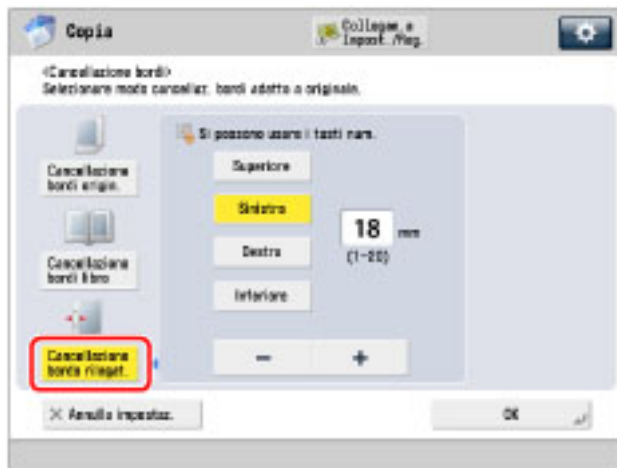 Copia
Collegam. a
Impost./Reg.
<Cancellazione bordi>
Selezionare modo cancellaz. bordi adatto a originale.
Cancellazione
bordi origin.
Cancellazione
bordi libro
Cancellazione
bordo rilegat.
Si possono usare i tasti num.
Superiore
Sinistro
Destro
Inferiore
18 mm
(1-20)
- +
× Annulla impostaz.
OK